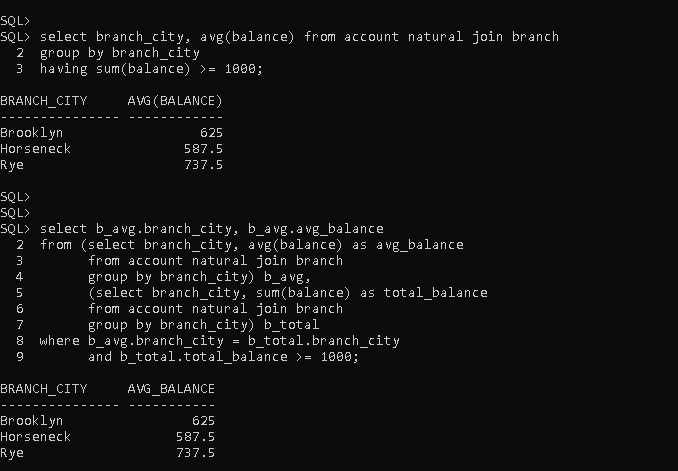 SQL>
SQL> select branch_city, avg(balance) from account natural join branch
  2  group by branch_city
  3  having sum(balance) >= 1000;

BRANCH_CITY     AVG(BALANCE)
--------------- ------------
Brooklyn                 625
Horseneck              587.5
Rye                    737.5

SQL>
SQL>
SQL> select b_avg.branch_city, b_avg.avg_balance
  2  from (select branch_city, avg(balance) as avg_balance
  3        from account natural join branch
  4        group by branch_city) b_avg,
  5        (select branch_city, sum(balance) as total_balance
  6        from account natural join branch
  7        group by branch_city) b_total
  8  where b_avg.branch_city = b_total.branch_city
  9        and b_total.total_balance >= 1000;

BRANCH_CITY     AVG_BALANCE
--------------- -----------
Brooklyn                625
Horseneck             587.5
Rye                   737.5